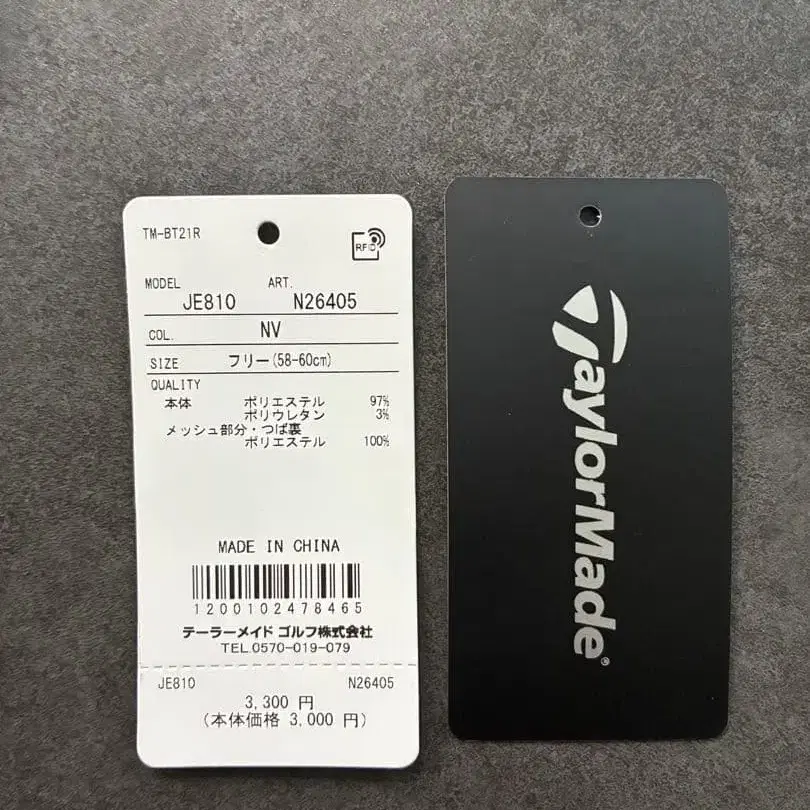 TM-BT21R
RFID
MODEL ART.
JE810 N26405
COL. NV
SIZE フリー(58-60cm)
QUALITY
本体 ポリエステル 97%
ポリウレタン 3%
メッシュ部分・つば裏
ポリエステル 100%
MADE IN CHINA
1200102478465
テーラーメイド ゴルフ株式会社
TEL.0570-019-079
JE810 N26405
3,300 円
(本体価格 3,000 円)
TaylorMade®